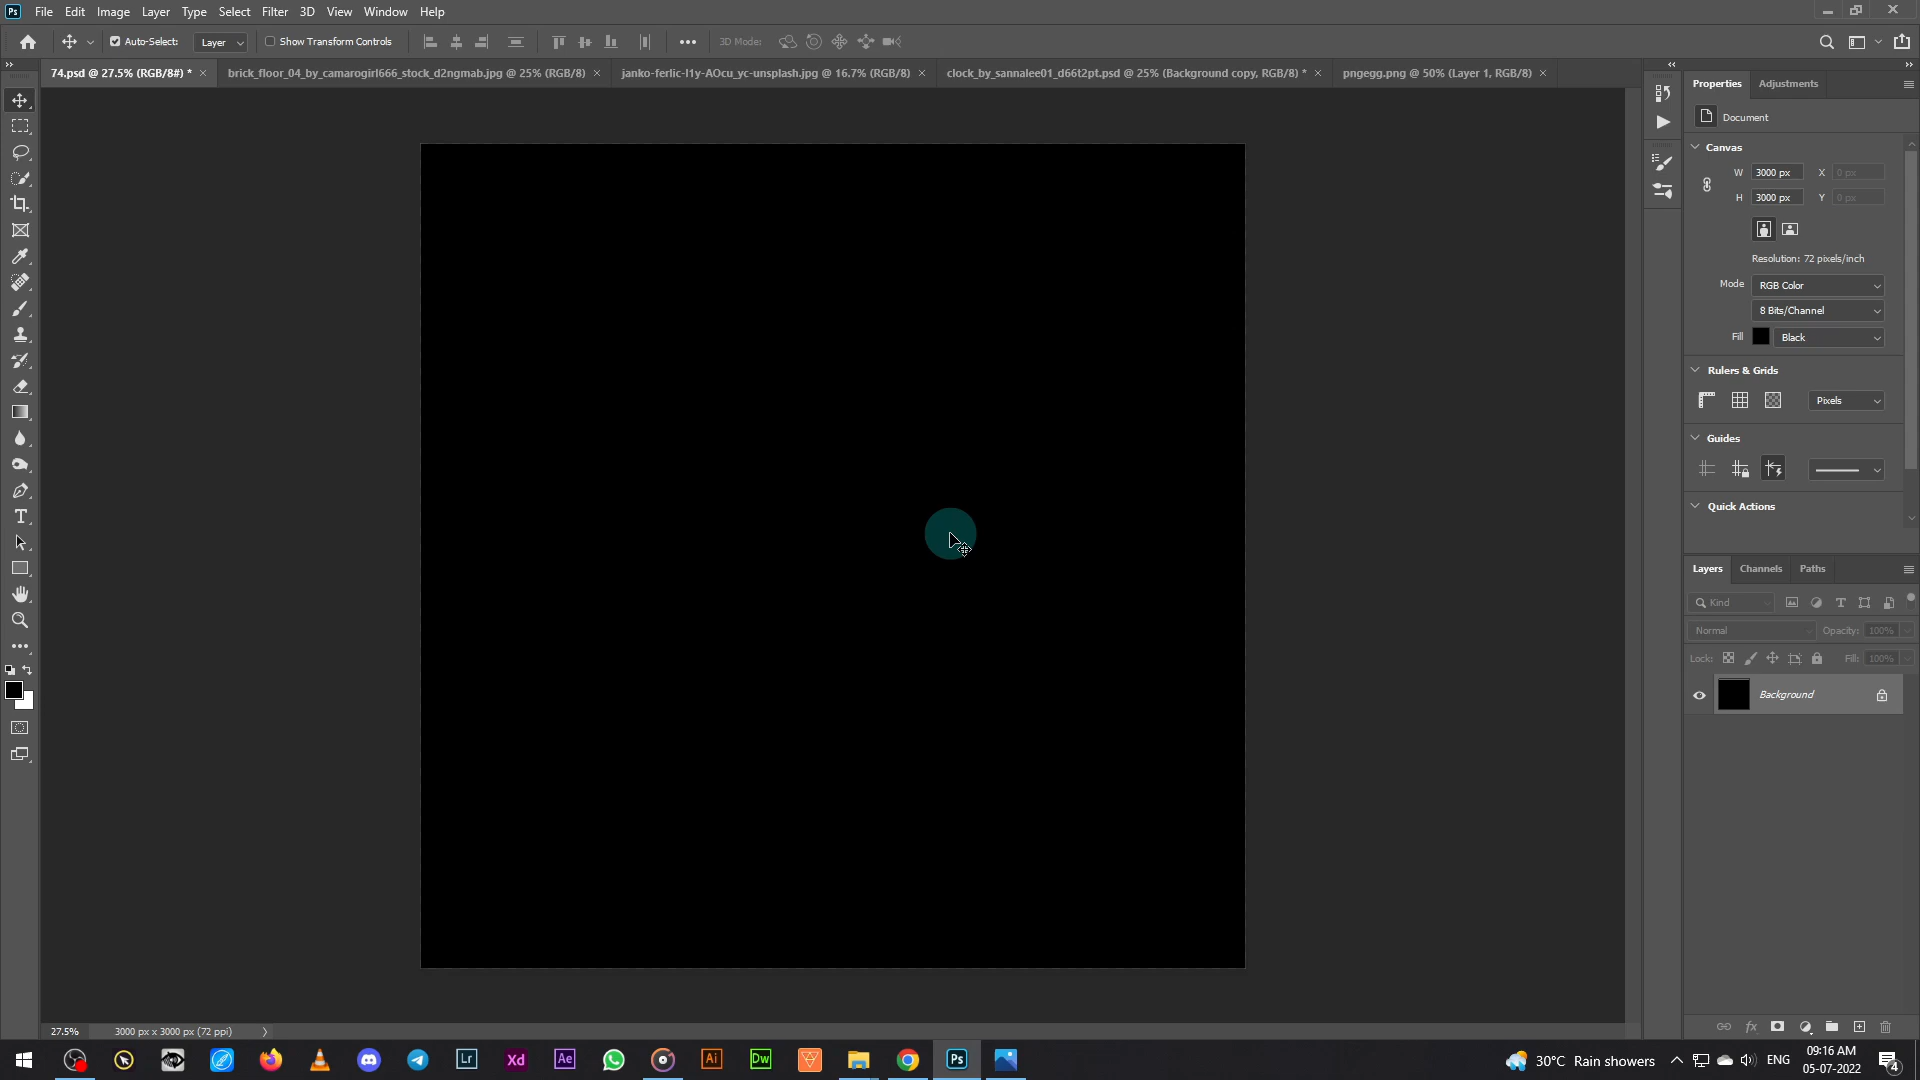 Ps File Edit Image Layer Type Select Filter 3D View Window Help
Auto-Select: Layer Show Transform Controls 3D Mode:
74.psd @ 27.5% (RGB/8#) * brick_floor_04_by_camarogirl666_stock_d2ngmab.jpg @ 25% (RGB/8) janko-ferlic-I1y-AOcu_yc-unsplash.jpg @ 16.7% (RGB/8) clock_by_sannalee01_d66t2pt.psd @ 25% (Background copy, RGB/8) * pngegg.png @ 50% (Layer 1, RGB/8)
Properties Adjustments
Document
Canvas
W 3000 px X 0 px
H 3000 px Y 0 px
Resolution: 72 pixels/inch
Mode RGB Color
8 Bits/Channel
Fill Black
Rulers & Grids
Pixels
Guides
Quick Actions
Layers Channels Paths
Kind
Normal Opacity: 100%
Lock: Fill: 100%
Background
27.5% 3000 px x 3000 px (72 ppi)
Lr Xd Ae Ai Dw Ps 30°C Rain showers ENG 09:16 AM
05-07-2022 4